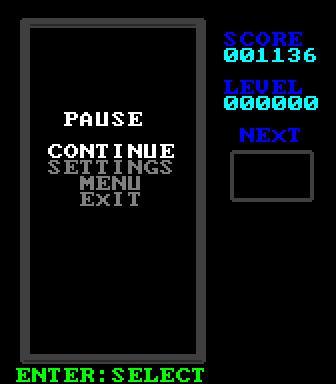 SCORE
001136
LEVEL
000000
NExT
PAUSE
CONTINUE
SETTINGS
MENU
ExIT
ENTER:SELECT